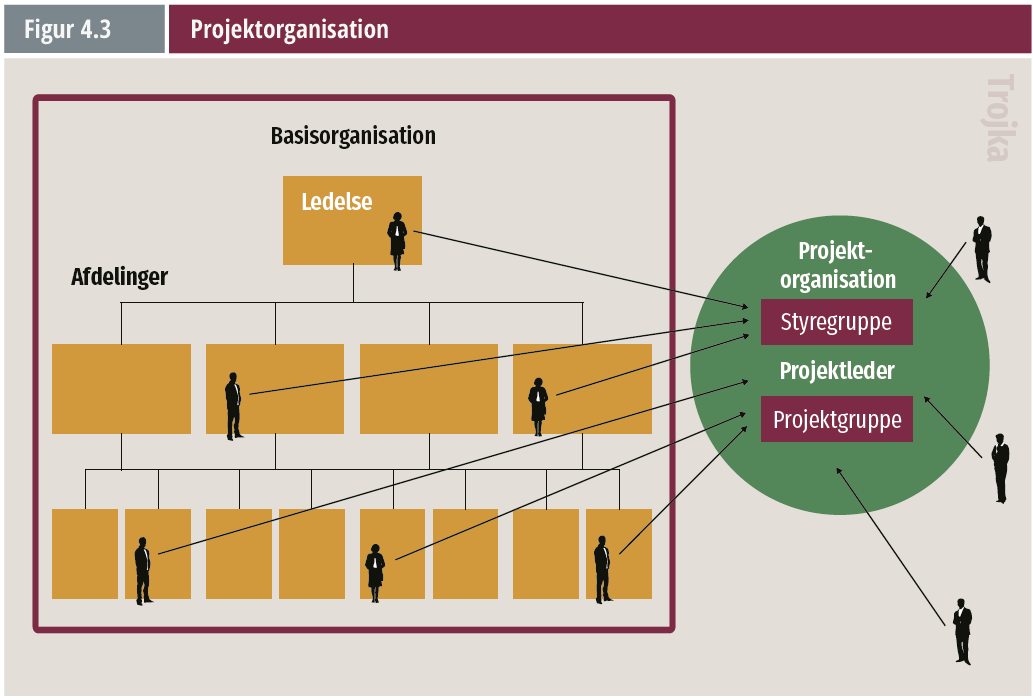 Figur 4.3
Projektorganisation
Trojka
Basisorganisation
Ledelse
Afdelinger
Projekt-
organisation
Styregruppe
Projektleder
Projektgruppe